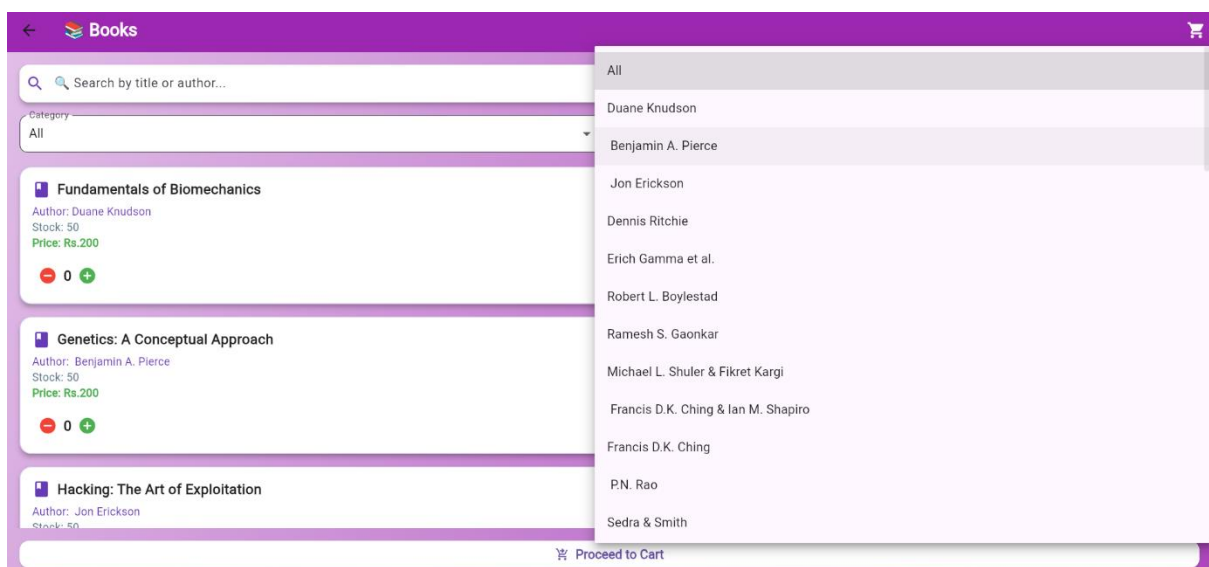 Books
Search by title or author...
Category
All
Fundamentals of Biomechanics
Author: Duane Knudson
Stock: 50
Price: Rs.200
0
Genetics: A Conceptual Approach
Author: Benjamin A. Pierce
Stock: 50
Price: Rs.200
0
Hacking: The Art of Exploitation
Author: Jon Erickson
Stock: 50
All
Duane Knudson
Benjamin A. Pierce
Jon Erickson
Dennis Ritchie
Erich Gamma et al.
Robert L. Boylestad
Ramesh S. Gaonkar
Michael L. Shuler & Fikret Kargi
Francis D.K. Ching & Ian M. Shapiro
Francis D.K. Ching
P.N. Rao
Sedra & Smith
Proceed to Cart